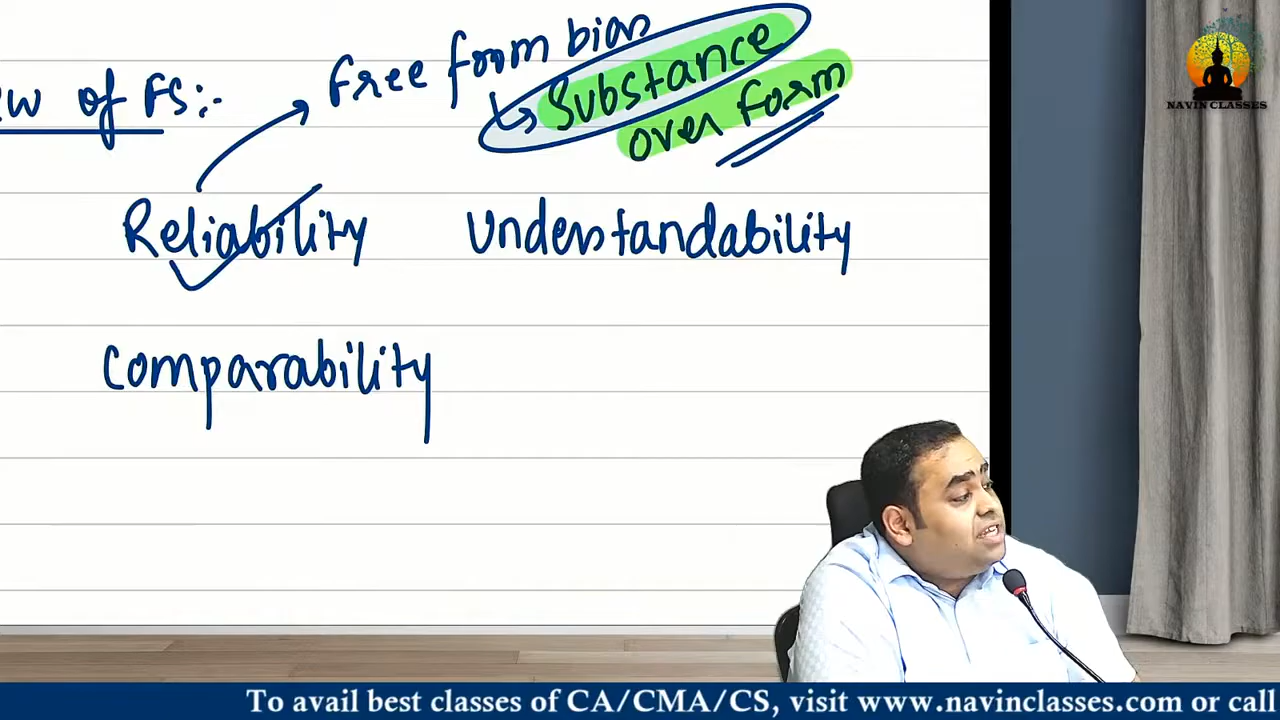 Free from bias
Substance
over form
of FS:-
Reliability Understandability
Comparability
NAVIN CLASSES
To avail best classes of CA/CMA/CS, visit www.navinclasses.com or call